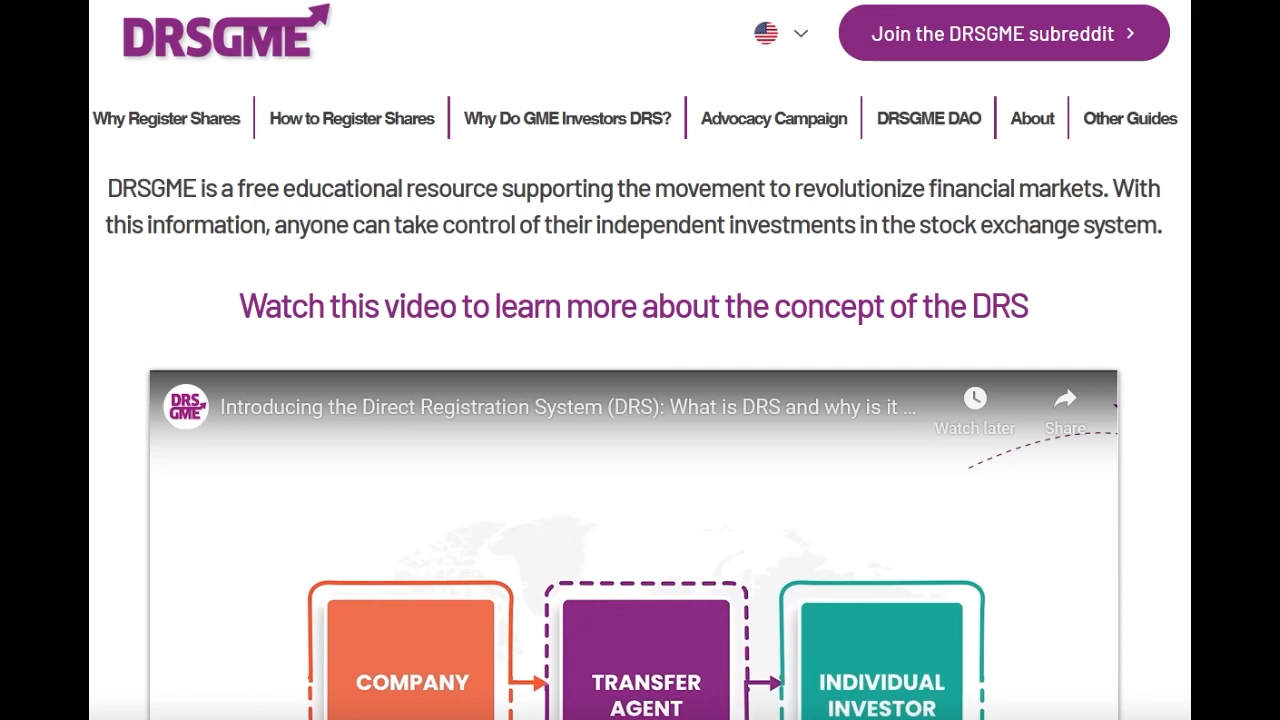 DRSGME
Join the DRSGME subreddit
Why Register Shares
How to Register Shares
Why Do GME Investors DRS?
Advocacy Campaign
DRSGME DAO
About
Other Guides
DRSGME is a free educational resource supporting the movement to revolutionize financial markets. With
this information, anyone can take control of their independent investments in the stock exchange system.
Watch this video to learn more about the concept of the DRS
DRS
GME
Introducing the Direct Registration System (DRS): What is DRS and why is it ...
Watch later
Share
COMPANY
TRANSFER
AGENT
INDIVIDUAL
INVESTOR